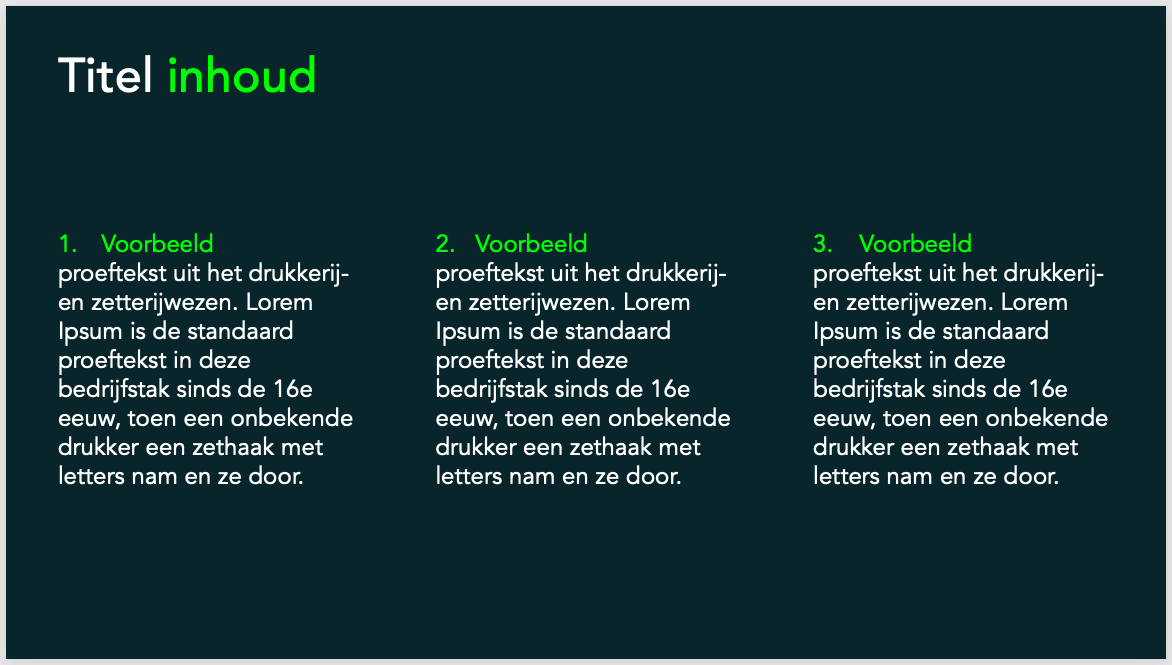 Titel inhoud
1. Voorbeeld
proeftekst uit het drukkerij-
en zetterijwezen. Lorem
Ipsum is de standaard
proeftekst in deze
bedrijfstak sinds de 16e
eeuw, toen een onbekende
drukker een zethaak met
letters nam en ze door.
2. Voorbeeld
proeftekst uit het drukkerij-
en zetterijwezen. Lorem
Ipsum is de standaard
proeftekst in deze
bedrijfstak sinds de 16e
eeuw, toen een onbekende
drukker een zethaak met
letters nam en ze door.
3. Voorbeeld
proeftekst uit het drukkerij-
en zetterijwezen. Lorem
Ipsum is de standaard
proeftekst in deze
bedrijfstak sinds de 16e
eeuw, toen een onbekende
drukker een zethaak met
letters nam en ze door.